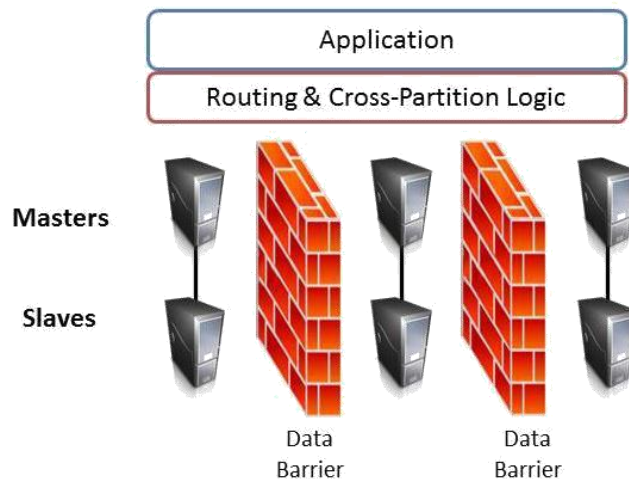 Application
Routing & Cross-Partition Logic
Masters
Slaves
Data
Barrier
Data
Barrier